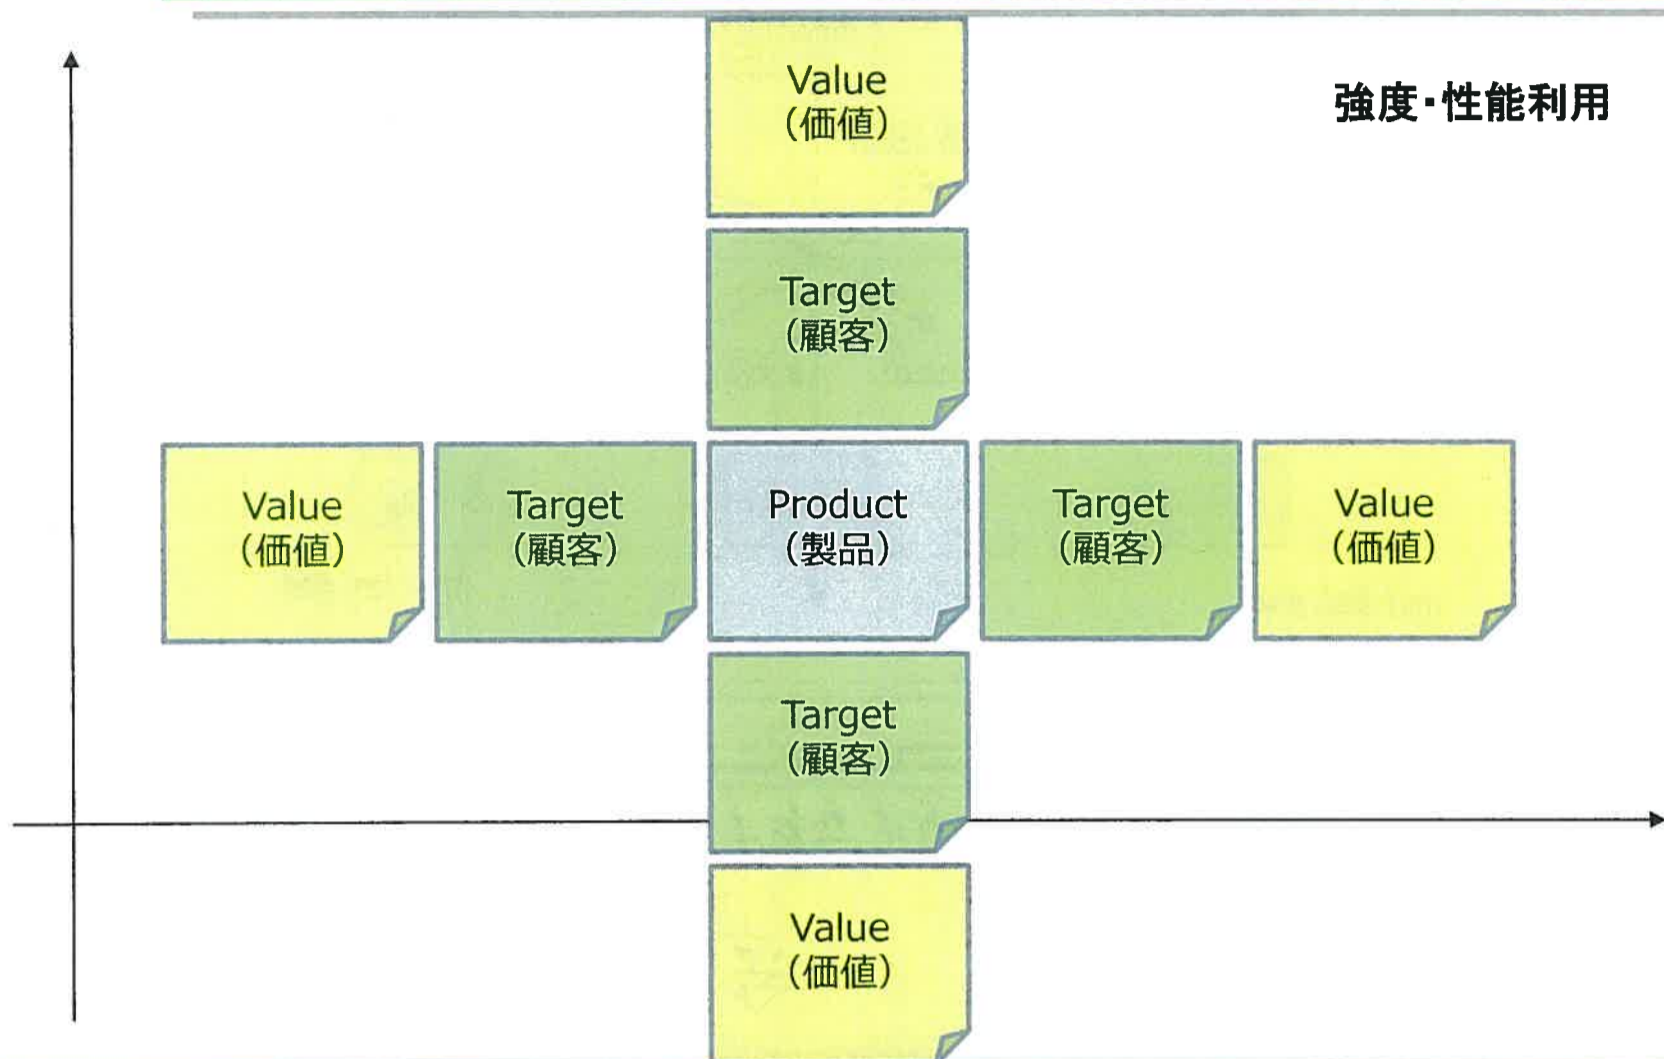 強度・性能利用
Value
（価値）
Target
（顧客）
Value
（価値）
Target
（顧客）
Product
（製品）
Target
（顧客）
Value
（価値）
Target
（顧客）
Value
（価値）